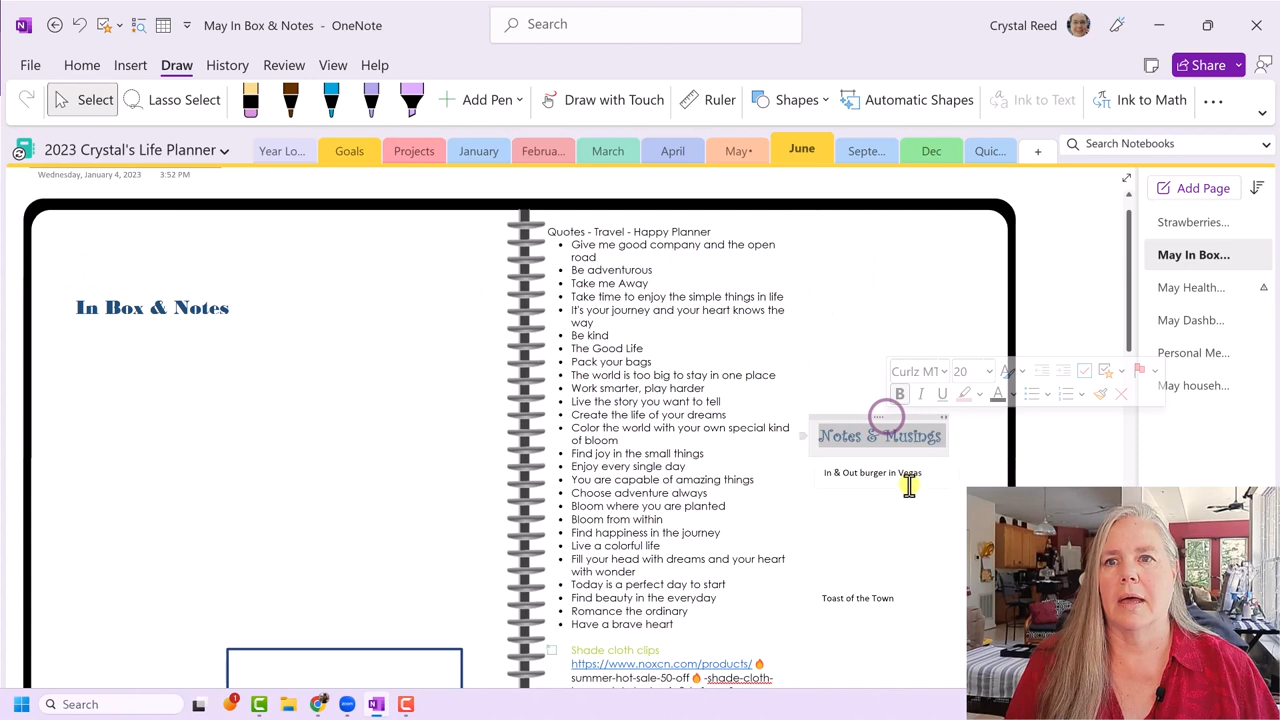 May In Box & Notes - OneNote
Search
Crystal Reed
File
Home
Insert
Draw
View
History
Review
View
Help
Share
Select
Lasso Select
Add Pen
Draw with Touch
Ruler
Shapes
Automatic Shapes
Ink to Text
Ink to Math
2023 Crystal's Life Planner
Year Lo...
Goals
Projects
January
Februa...
March
April
May
June
Septe...
Dec
Quic...
Search Notebooks
Wednesday, January 4, 2023
3:52 PM
Add Page
Strawberries...
May In Box...
May Health...
May Dashb...
Personal Me...
May househ...
In Box & Notes
Quotes - Travel - Happy Planner
Give me good company and the open
road
Be adventurous
Take me Away
Take time to enjoy the simple things in life
It's your journey and your heart knows the
way
Be kind
The Good Life
Pack your bags
The world is too big to stay in one place
Work smarter, play harder
Live the story you want to tell
Create the life of your dreams
Color the world with your own special kind
of bloom
Find joy in the small things
Enjoy every single day
You are capable of amazing things
Choose adventure always
Bloom where you are planted
Bloom from within
Find happiness in the journey
Live a colorful life
Fill your head with dreams and your heart
with wonder
Today is a perfect day to start
Find beauty in the everyday
Romance the ordinary
Have a brave heart
Shade cloth clips
https://www.noxcn.com/products/🔥
summer-hot-sale-50-off🔥-shade-cloth-
Curlz MT
20
B I U
A
Notes & Musings
In & Out burger in Vegas
Toast of the Town
Search
1